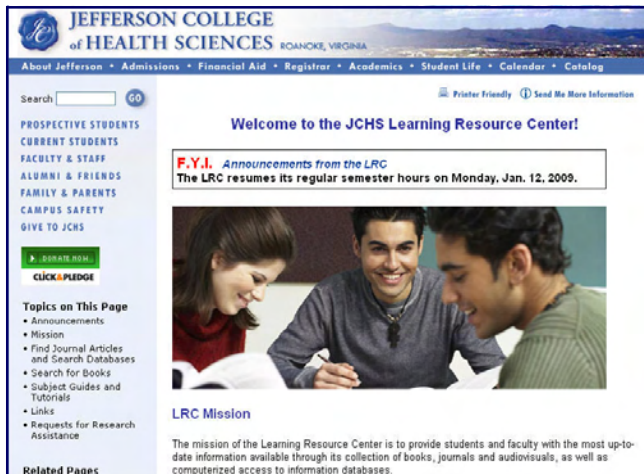 JEFFERSON COLLEGE
of HEALTH SCIENCES ROANOKE, VIRGINIA
About Jefferson • Admissions • Financial Aid • Registrar • Academics • Student Life • Calendar • Catalog
Search GO
Printer Friendly Send Me More Information
PROSPECTIVE STUDENTS
CURRENT STUDENTS
FACULTY & STAFF
ALUMNI & FRIENDS
FAMILY & PARENTS
CAMPUS SAFETY
GIVE TO JCHS
DONATE NOW
CLICK & PLEDGE
Topics on This Page
• Announcements
• Mission
• Find Journal Articles
and Search Databases
• Search for Books
• Subject Guides and
Tutorials
• Links
• Requests for Research
Assistance
Related Pages
Welcome to the JCHS Learning Resource Center!
F.Y.I. Announcements from the LRC
The LRC resumes its regular semester hours on Monday, Jan. 12, 2009.
LRC Mission
The mission of the Learning Resource Center is to provide students and faculty with the most up-to-
date information available through its collection of books, journals and audiovisuals, as well as
computerized access to information databases.